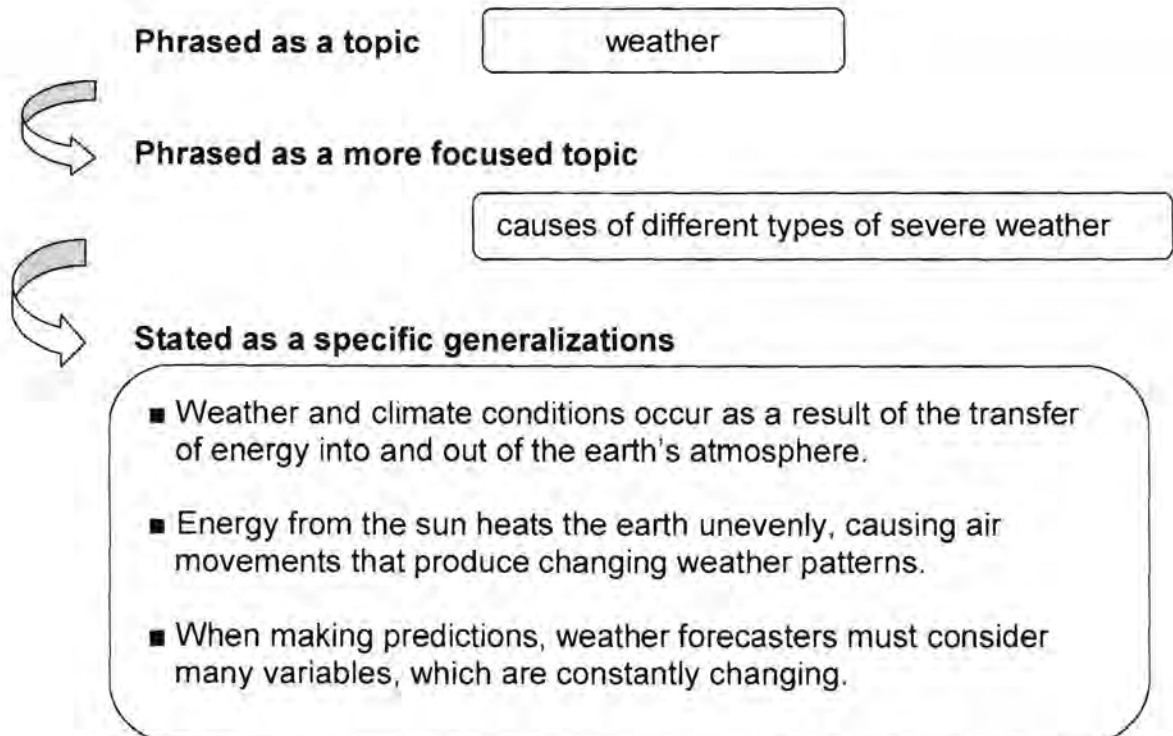 Phrased as a topic
weather
Phrased as a more focused topic
causes of different types of severe weather
Stated as a specific generalizations
■ Weather and climate conditions occur as a result of the transfer
of energy into and out of the earth's atmosphere.
■ Energy from the sun heats the earth unevenly, causing air
movements that produce changing weather patterns.
■ When making predictions, weather forecasters must consider
many variables, which are constantly changing.